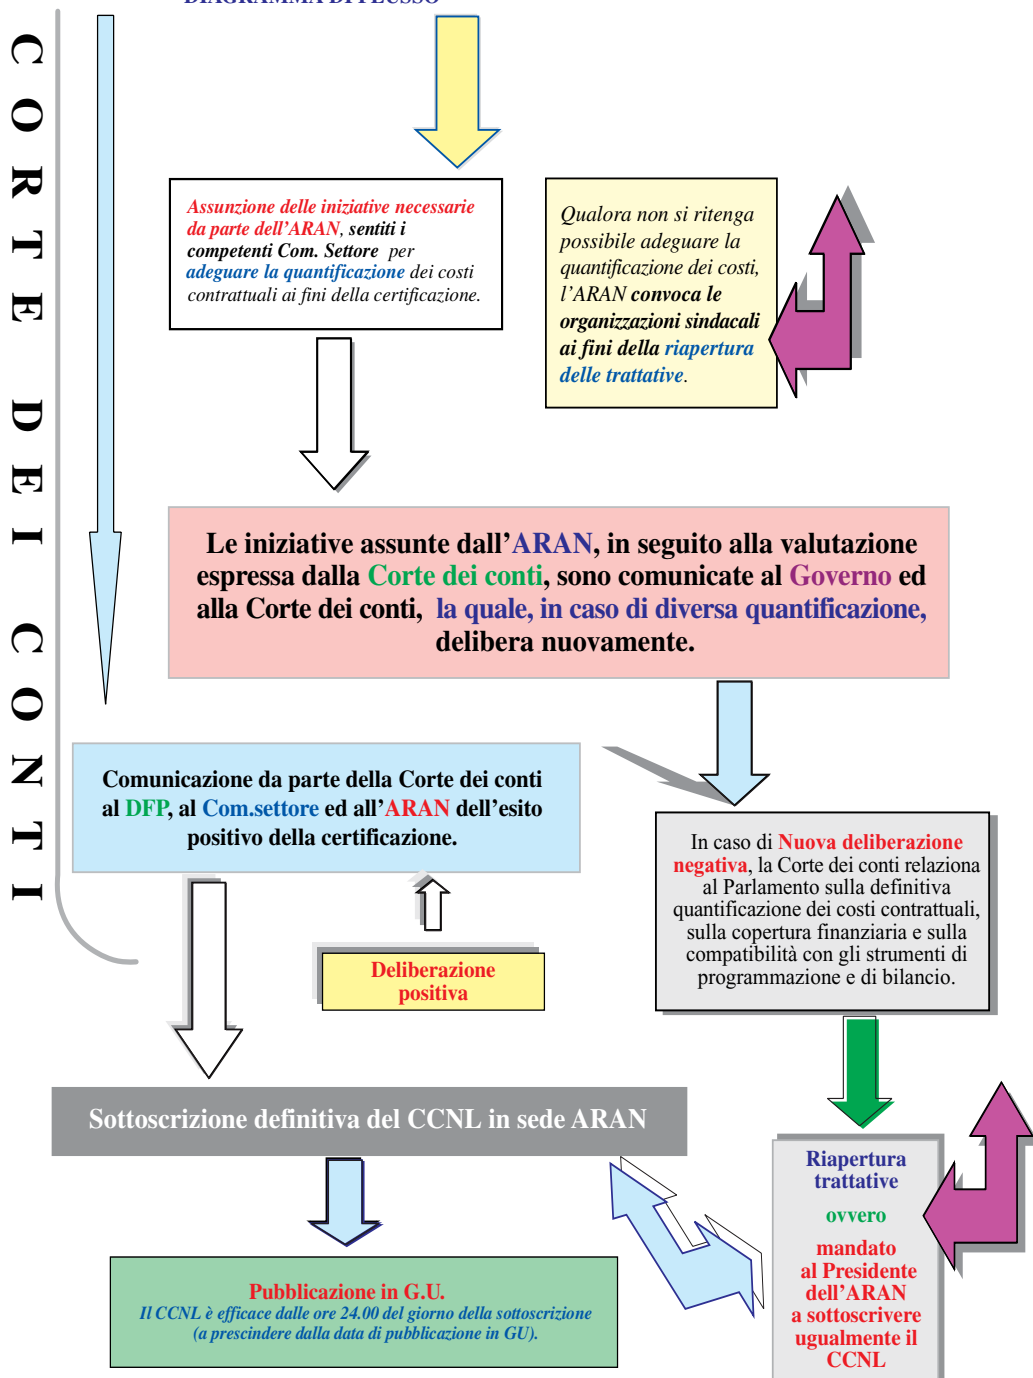 DIAGRAMMA DI FLUSSO
CORTE DEI CONTI
Assunzione delle iniziative necessarie
da parte dell'ARAN, sentiti i
competenti Com. Settore per
adeguare la quantificazione dei costi
contrattuali ai fini della certificazione.
Qualora non si ritenga
possibile adeguare la
quantificazione dei costi,
l'ARAN convoca le
organizzazioni sindacali
ai fini della riapertura
delle trattative.
Le iniziative assunte dall'ARAN, in seguito alla valutazione
espressa dalla Corte dei conti, sono comunicate al Governo ed
alla Corte dei conti, la quale, in caso di diversa quantificazione,
delibera nuovamente.
Comunicazione da parte della Corte dei conti
al DFP, al Com.settore ed all'ARAN dell'esito
positivo della certificazione.
In caso di Nuova deliberazione
negativa, la Corte dei conti relaziona
al Parlamento sulla definitiva
quantificazione dei costi contrattuali,
sulla copertura finanziaria e sulla
compatibilità con gli strumenti di
programmazione e di bilancio.
Deliberazione
positiva
Sottoscrizione definitiva del CCNL in sede ARAN
Riapertura
trattative
ovvero
mandato
al Presidente
dell'ARAN
a sottoscrivere
ugualmente il
CCNL
Pubblicazione in G.U.
Il CCNL è efficace dalle ore 24.00 del giorno della sottoscrizione
(a prescindere dalla data di pubblicazione in GU).